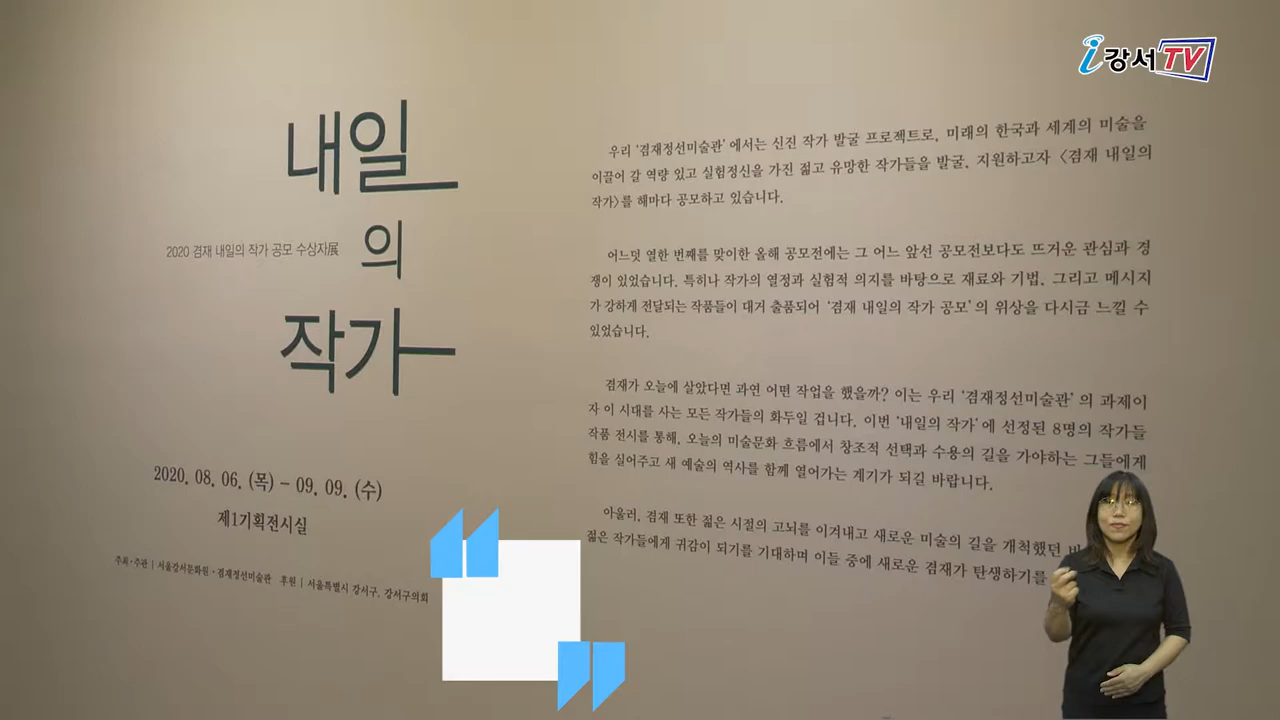 i강서TV
내일
의
2020 겸재 내일의 작가 공모 수상자展
작가
2020. 08. 06. (목) - 09. 09. (수)
제1기획전시실
주최·주관 | 서울강서문화원·겸재정선미술관 후원 | 서울특별시 강서구, 강서구의회
우리 '겸재정선미술관'에서는 신진 작가 발굴 프로젝트로, 미래의 한국과 세계의 미술을
이끌어 갈 역량 있고 실험정신을 가진 젊고 유망한 작가들을 발굴, 지원하고자 <겸재 내일의
작가>를 해마다 공모하고 있습니다.
어느덧 열한 번째를 맞이한 올해 공모전에는 그 어느 앞선 공모전보다도 뜨거운 관심과 경
쟁이 있었습니다. 특히나 작가의 열정과 실험적 의지를 바탕으로 재료와 기법, 그리고 메시지
가 강하게 전달되는 작품들이 대거 출품되어 '겸재 내일의 작가 공모'의 위상을 다시금 느낄 수
있었습니다.
겸재가 오늘에 살았다면 과연 어떤 작업을 했을까? 이는 우리 '겸재정선미술관'의 과제이
자 이 시대를 사는 모든 작가들의 화두일 겁니다. 이번 '내일의 작가'에 선정된 8명의 작가들
작품 전시를 통해, 오늘의 미술문화 흐름에서 창조적 선택과 수용의 길을 가야하는 그들에게
힘을 실어주고 새 예술의 역사를 함께 열어가는 계기가 되길 바랍니다.
아울러, 겸재 또한 젊은 시절의 고뇌를 이겨내고 새로운 미술의 길을 개척했던
젊은 작가들에게 귀감이 되기를 기대하며 이들 중에 새로운 겸재가 탄생하기를